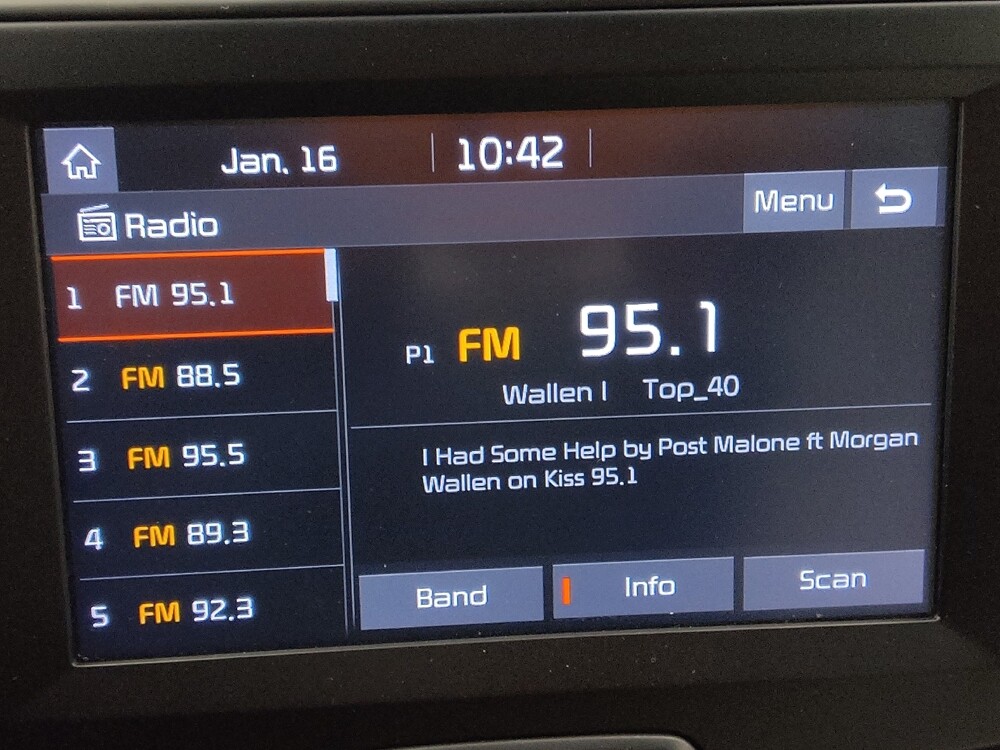 Jan. 16 10:42
Radio Menu
1 FM 95.1
2 FM 88.5
3 FM 95.5
4 FM 89.3
5 FM 92.3
P1 FM 95.1
Wallen l Top_40
I Had Some Help by Post Malone ft Morgan
Wallen on Kiss 95.1
Band Info Scan